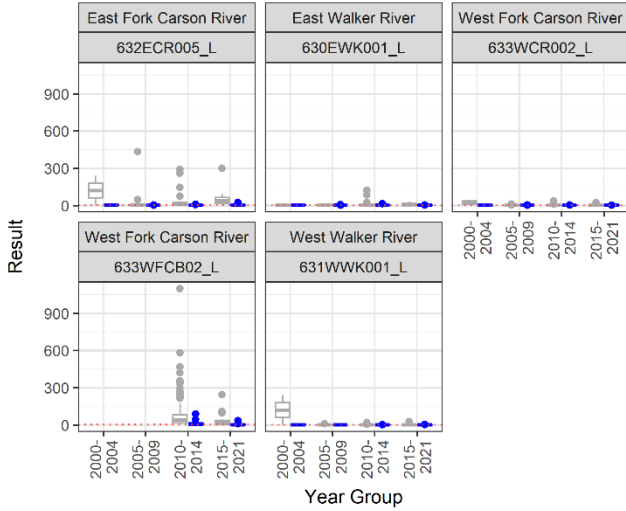 East Fork Carson River
East Walker River
West Fork Carson River
632ECR005_L
630EWK001_L
633WCR002_L
900
600
300
0
2000-
2004
2005-
2009
2010-
2014
2015-
2021
West Fork Carson River
West Walker River
633WFCB02_L
631WWK001_L
900
600
300
0
2000-
2004
2005-
2009
2010-
2014
2015-
2021
2000-
2004
2005-
2009
2010-
2014
2015-
2021
Result
Year Group